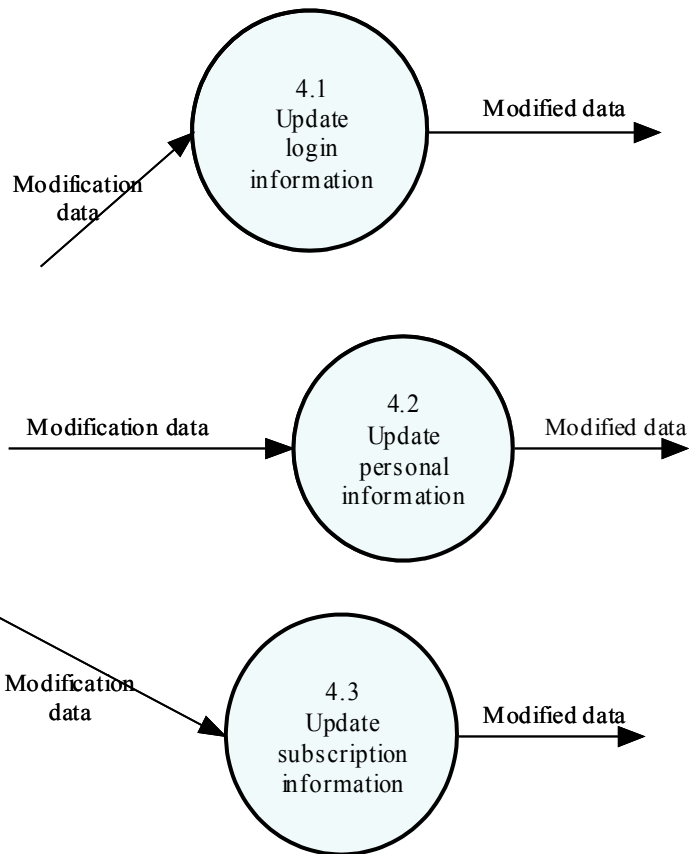 4.1
Update
login
information
Modified data
Modification
data
4.2
Update
personal
information
Modification data
Modified data
4.3
Update
subscription
information
Modification
data
Modified data